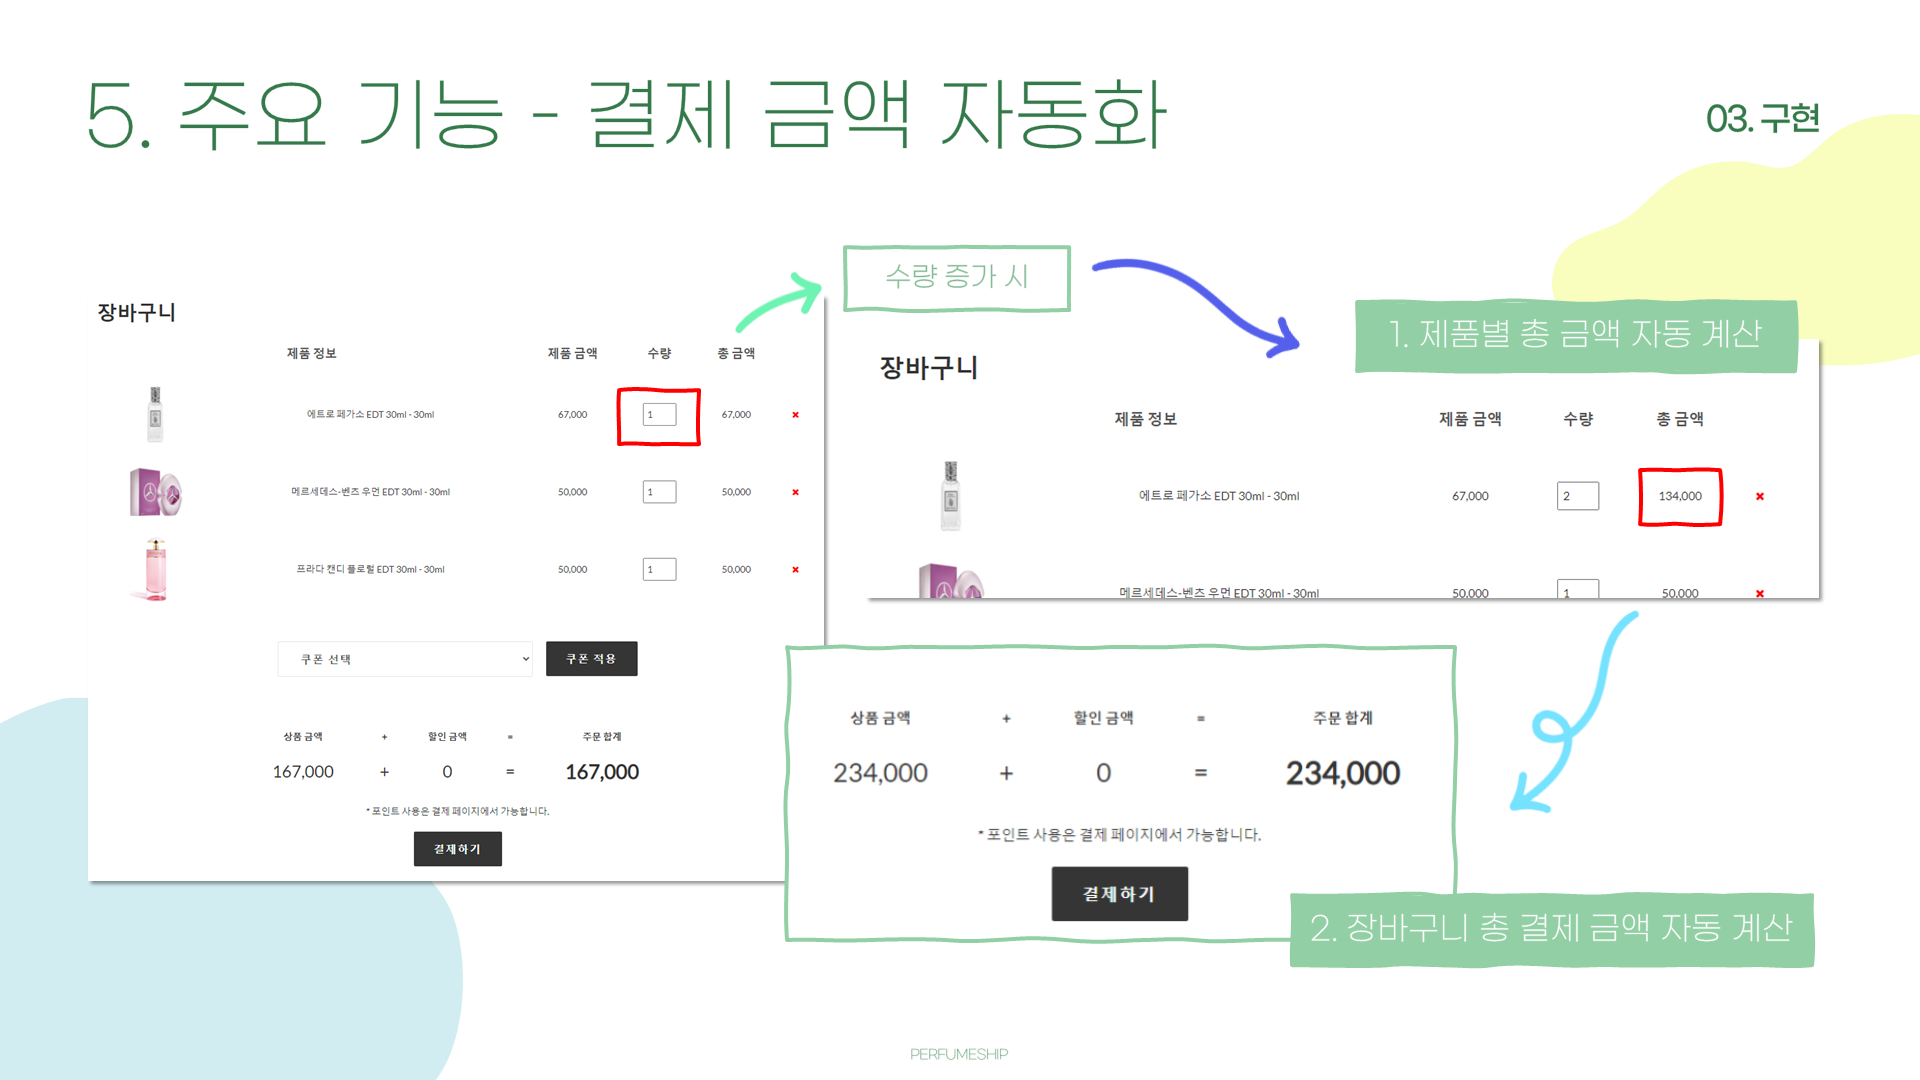 5. 주요 기능 - 결제 금액 자동화
03. 구현
수량 증가 시
장바구니
제품 정보 제품 금액 수량 총 금액
에트로 페가소 EDT 30ml - 30ml 67,000 1 67,000 ×
메르세데스-벤즈 우먼 EDT 30ml - 30ml 50,000 1 50,000 ×
프라다 캔디 플로럴 EDT 30ml - 30ml 50,000 1 50,000 ×
쿠폰 선택 쿠폰 적용
상품 금액 + 할인 금액 = 주문 합계
167,000 + 0 = 167,000
* 포인트 사용은 결제 페이지에서 가능합니다.
결제하기
1. 제품별 총 금액 자동 계산
장바구니
제품 정보 제품 금액 수량 총 금액
에트로 페가소 EDT 30ml - 30ml 67,000 2 134,000 ×
메르세데스-벤즈 우먼 EDT 30ml - 30ml 50,000 1 50,000 ×
상품 금액 + 할인 금액 = 주문 합계
234,000 + 0 = 234,000
* 포인트 사용은 결제 페이지에서 가능합니다.
결제하기
2. 장바구니 총 결제 금액 자동 계산
PERFUMESHIP